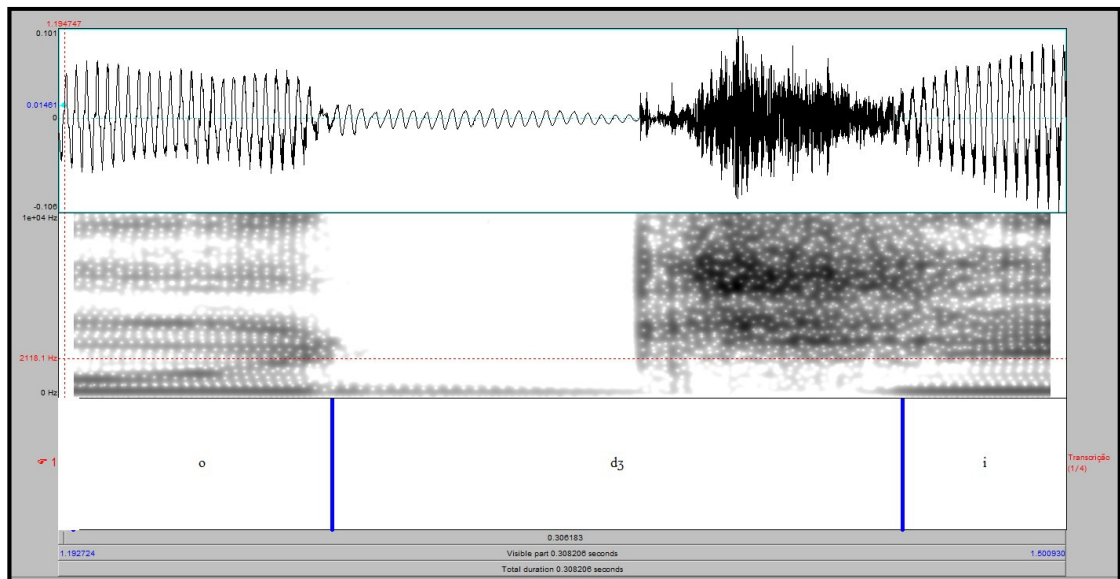 1.194747
0.101
0.01461
0
-0.106
1e+04 Hz
2118.1 Hz
0 Hz
1
o
dʒ
i
Transcrição
(1/4)
0.306183
1.192724
Visible part 0.308206 seconds
1.500930
Total duration 0.308206 seconds